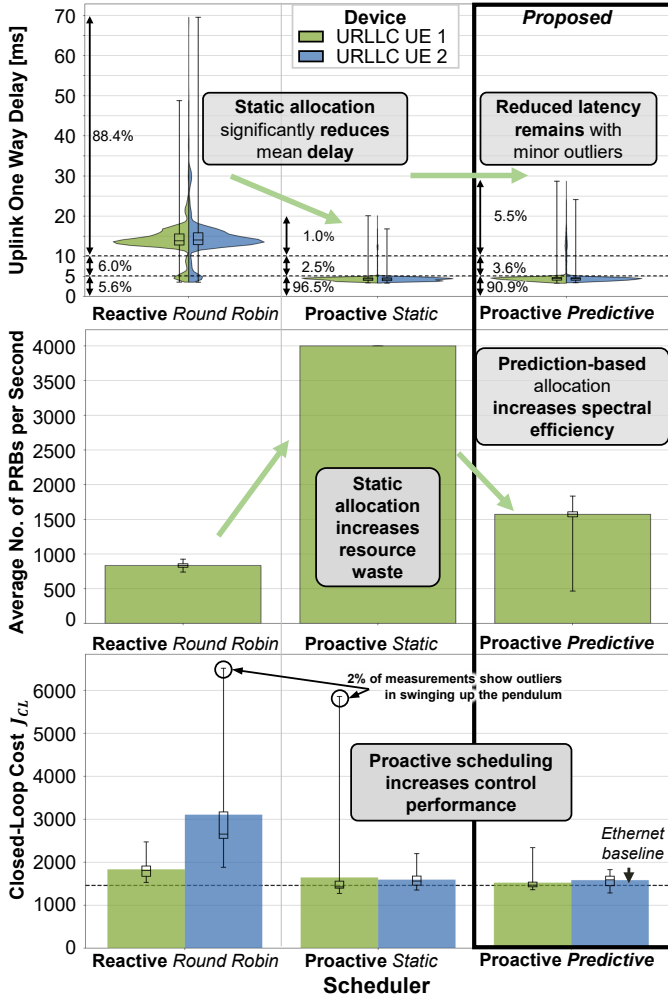 Device
URLLC UE 1
URLLC UE 2
Proposed
Uplink One Way Delay [ms]
70
60
50
40
30
20
10
5
0
88.4%
6.0%
5.6%
1.0%
2.5%
96.5%
5.5%
3.6%
90.9%
Static allocation
significantly reduces
mean delay
Reduced latency
remains with
minor outliers
Reactive Round Robin
Proactive Static
Proactive Predictive
Average No. of PRBs per Second
4000
3500
3000
2500
2000
1500
1000
500
0
Static
allocation
increases
resource
waste
Prediction-based
allocation
increases spectral
efficiency
Reactive Round Robin
Proactive Static
Proactive Predictive
Closed-Loop Cost J_CL
6000
5000
4000
3000
2000
1000
0
2% of measurements show outliers
in swinging up the pendulum
Proactive scheduling
increases control
performance
Ethernet
baseline
Reactive Round Robin
Proactive Static
Proactive Predictive
Scheduler